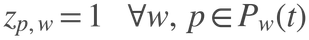 z_{p,w} = 1   ∀w, p ∈ P_w(t)